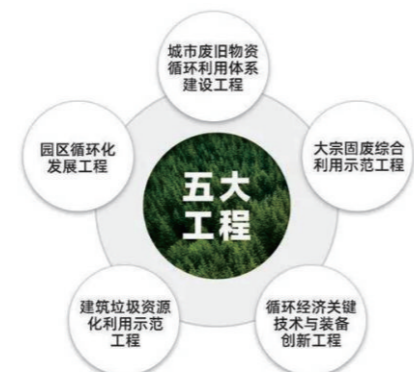 城市废旧物资
循环利用体系
建设工程
园区循环化
发展工程
大宗固废综合
利用示范工程
五大
工程
建筑垃圾资源
化利用示范
工程
循环经济关键
技术与装备
创新工程